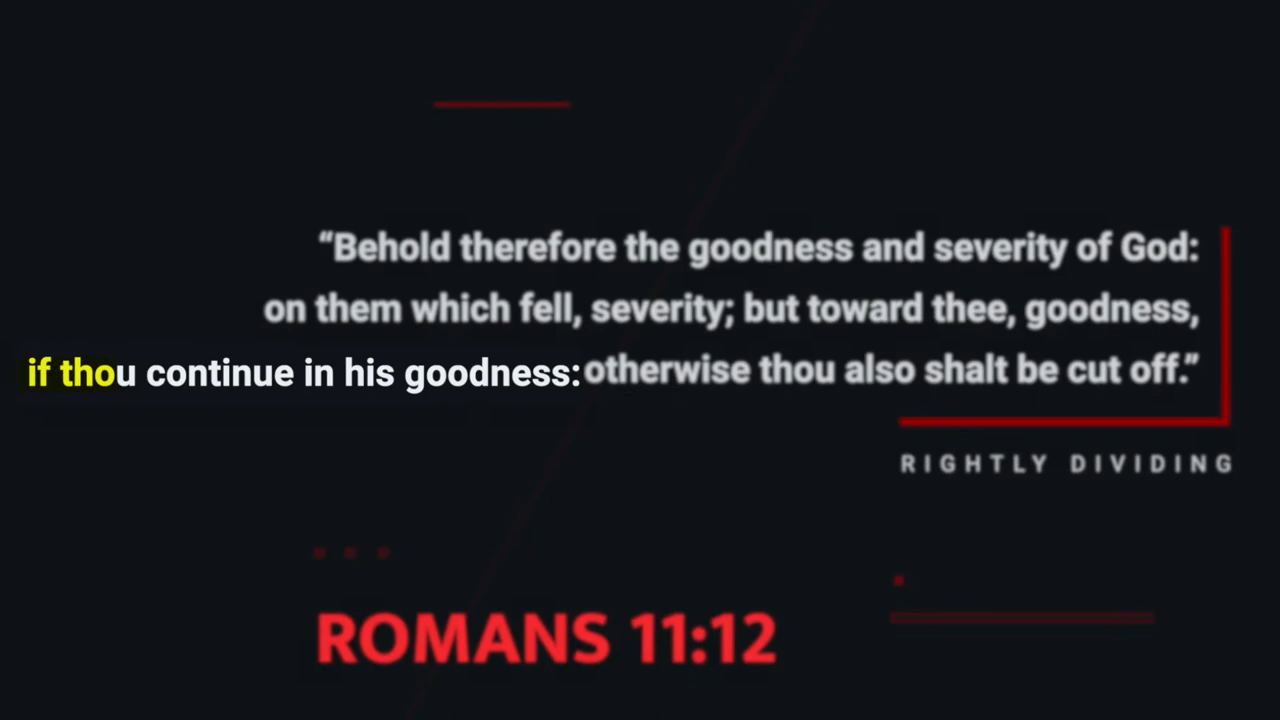 “Behold therefore the goodness and severity of God:
on them which fell, severity; but toward thee, goodness,
if thou continue in his goodness: otherwise thou also shalt be cut off.”
RIGHTLY DIVIDING
ROMANS 11:12